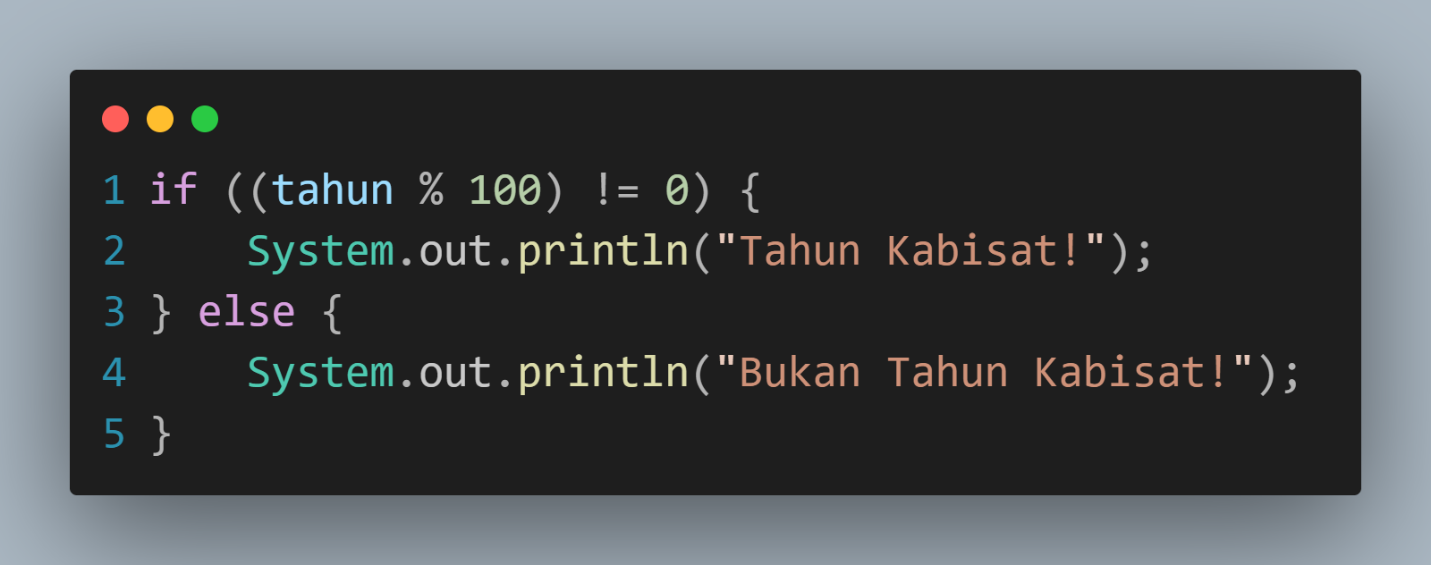 1 if ((tahun % 100) != 0) {
2     System.out.println("Tahun Kabisat!");
3 } else {
4     System.out.println("Bukan Tahun Kabisat!");
5 }